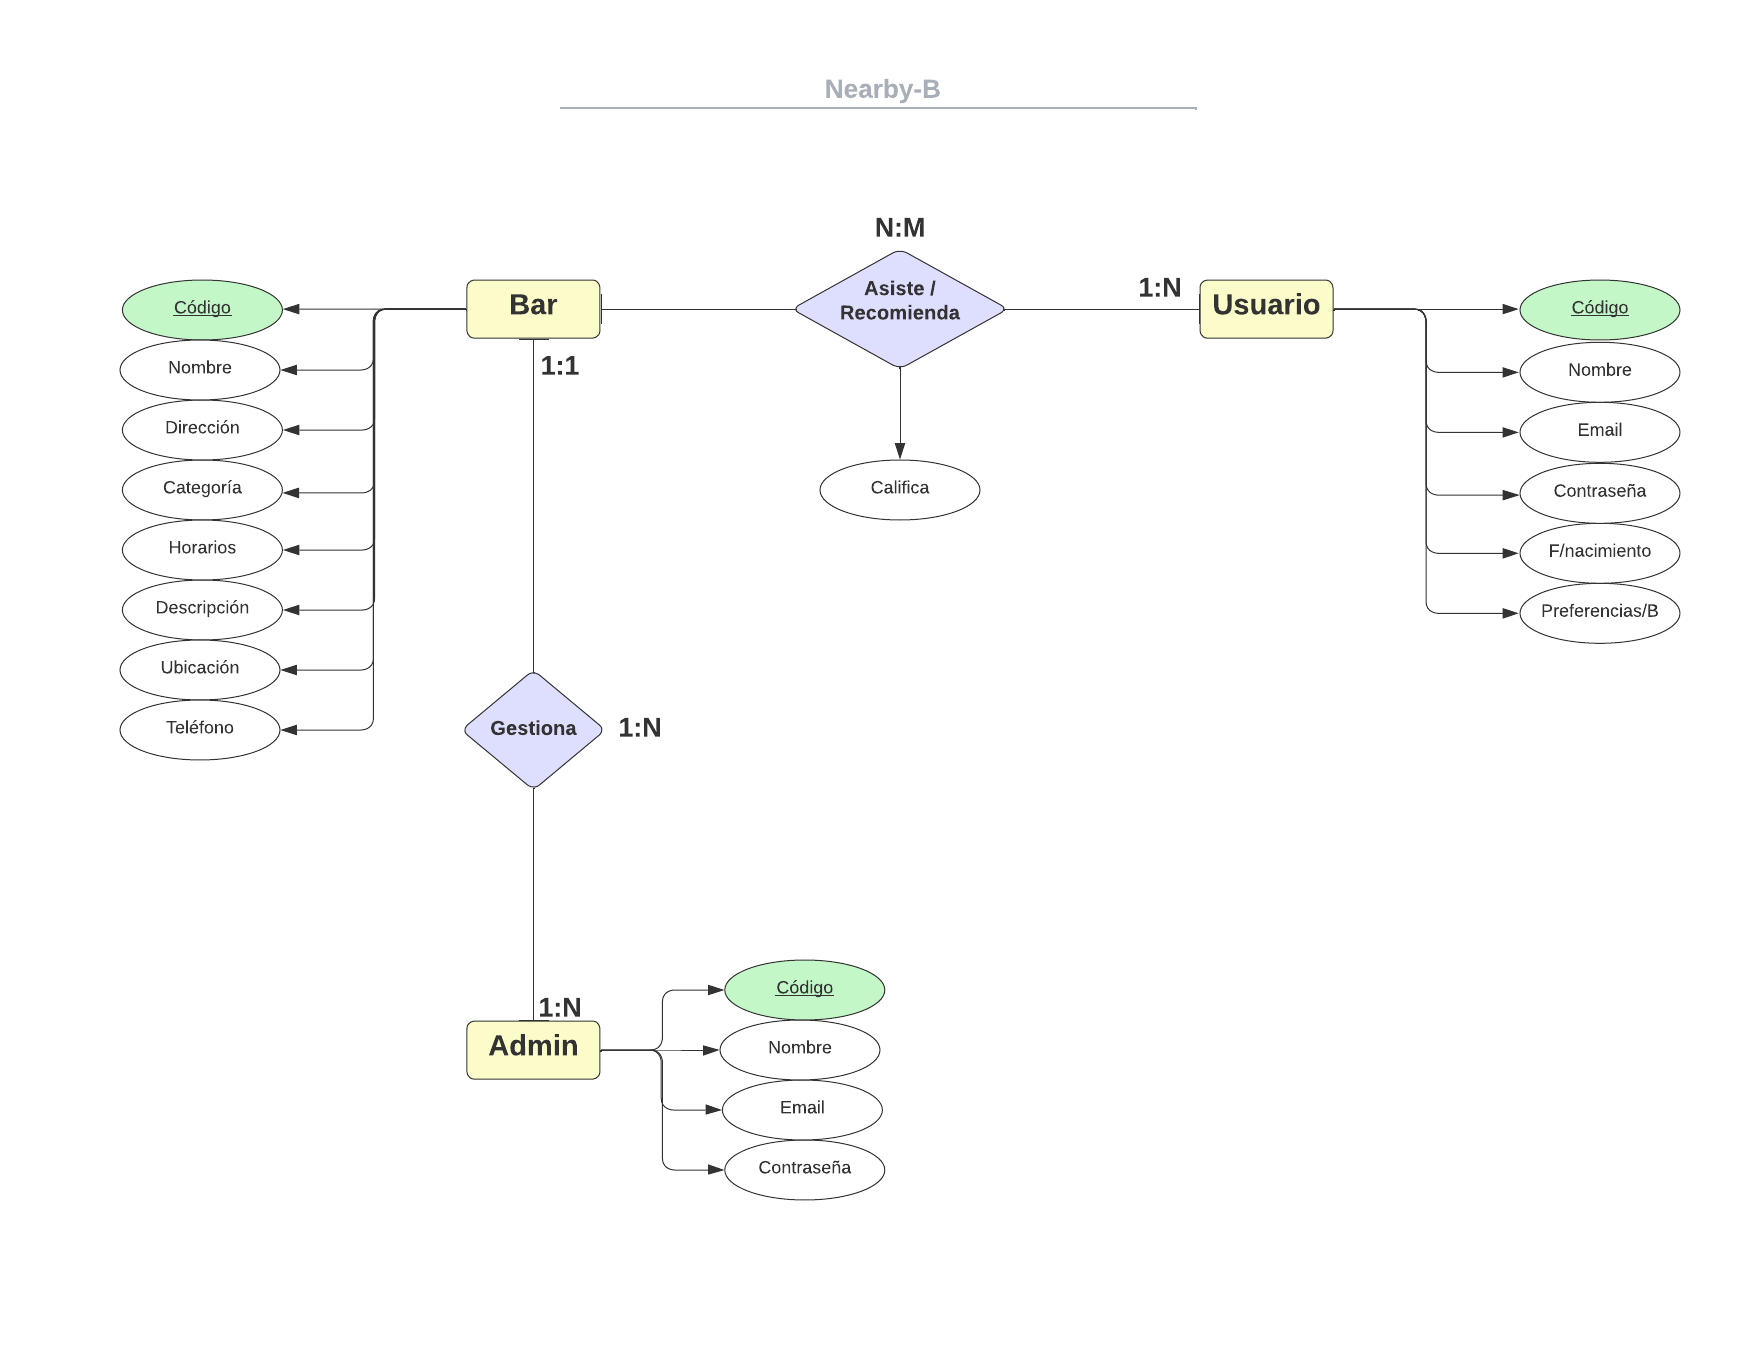 Nearby-B
N:M
Bar
Asiste /
Recomienda
1:N
Usuario
1:1
Código
Nombre
Dirección
Categoría
Horarios
Descripción
Ubicación
Teléfono
Califica
Código
Nombre
Email
Contraseña
F/nacimiento
Preferencias/B
Gestiona
1:N
1:N
Admin
Código
Nombre
Email
Contraseña